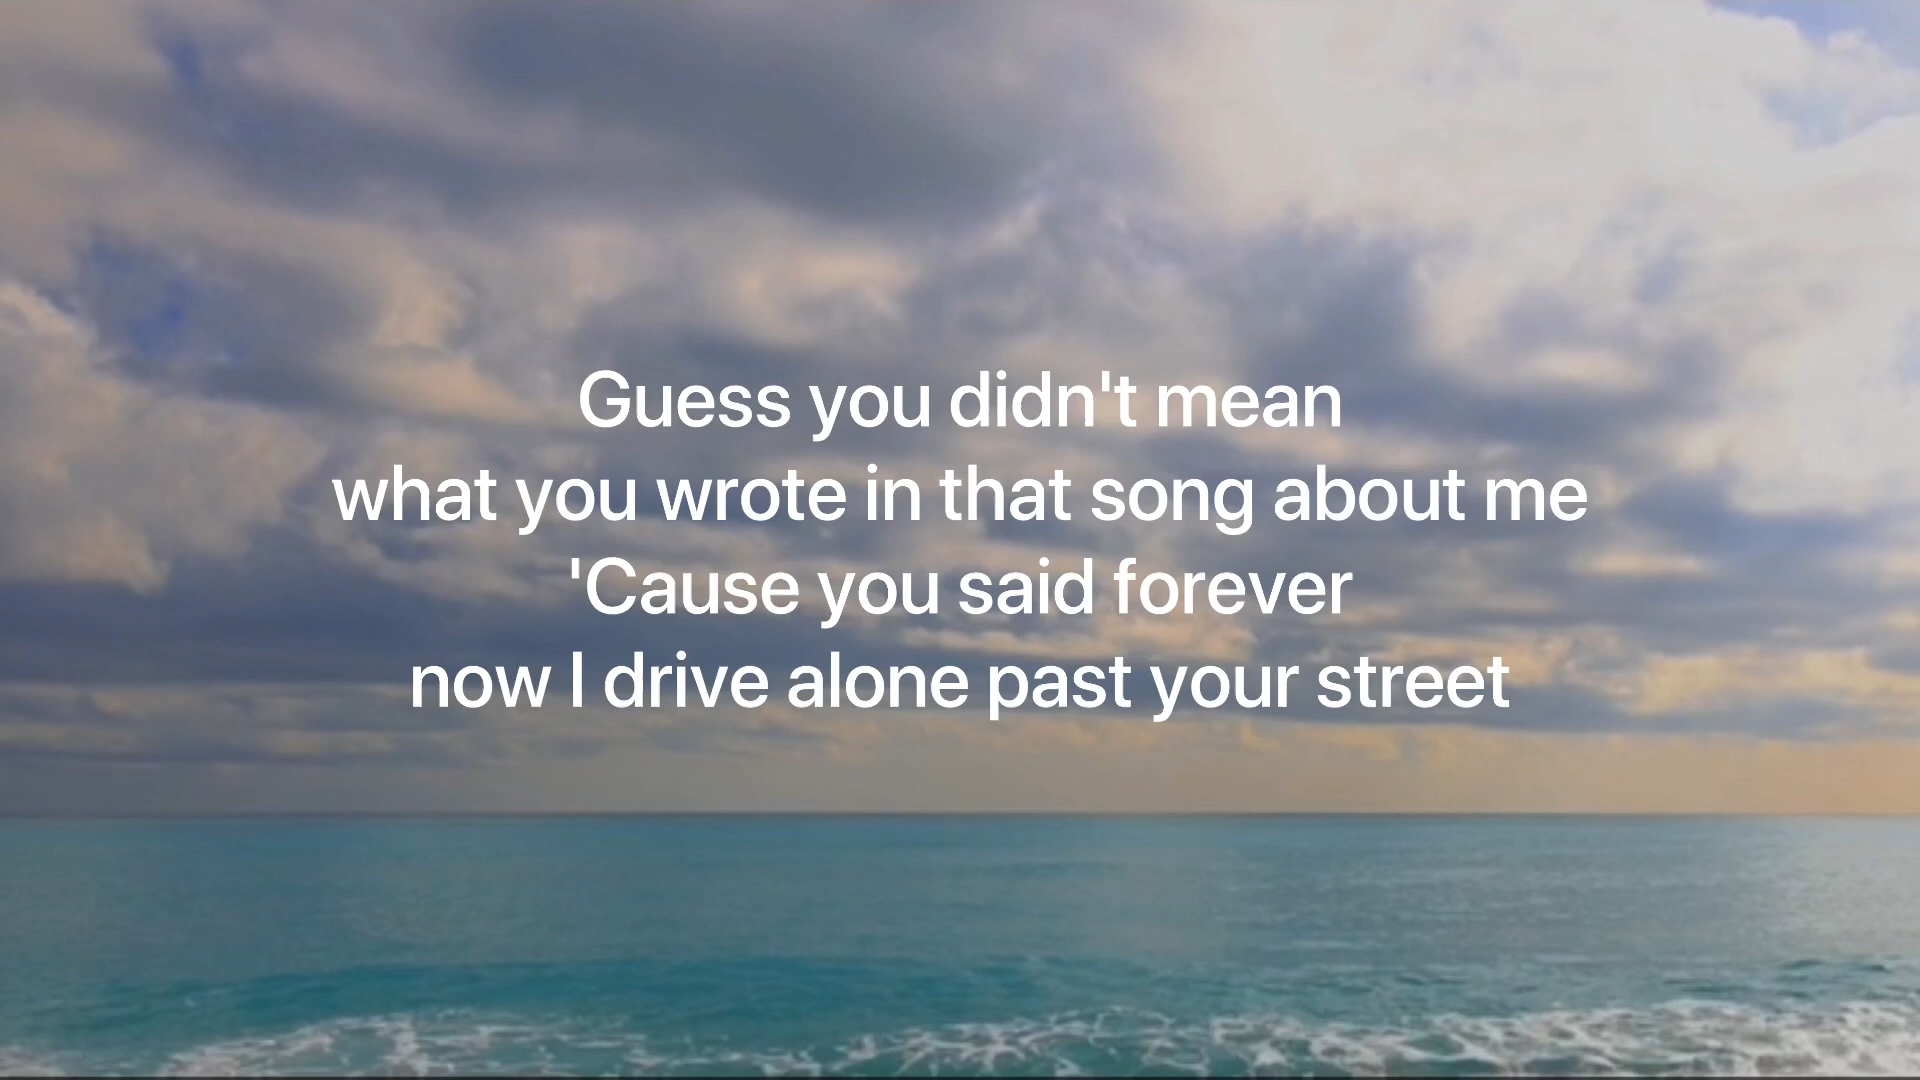 Guess you didn't mean
what you wrote in that song about me
'Cause you said forever
now I drive alone past your street